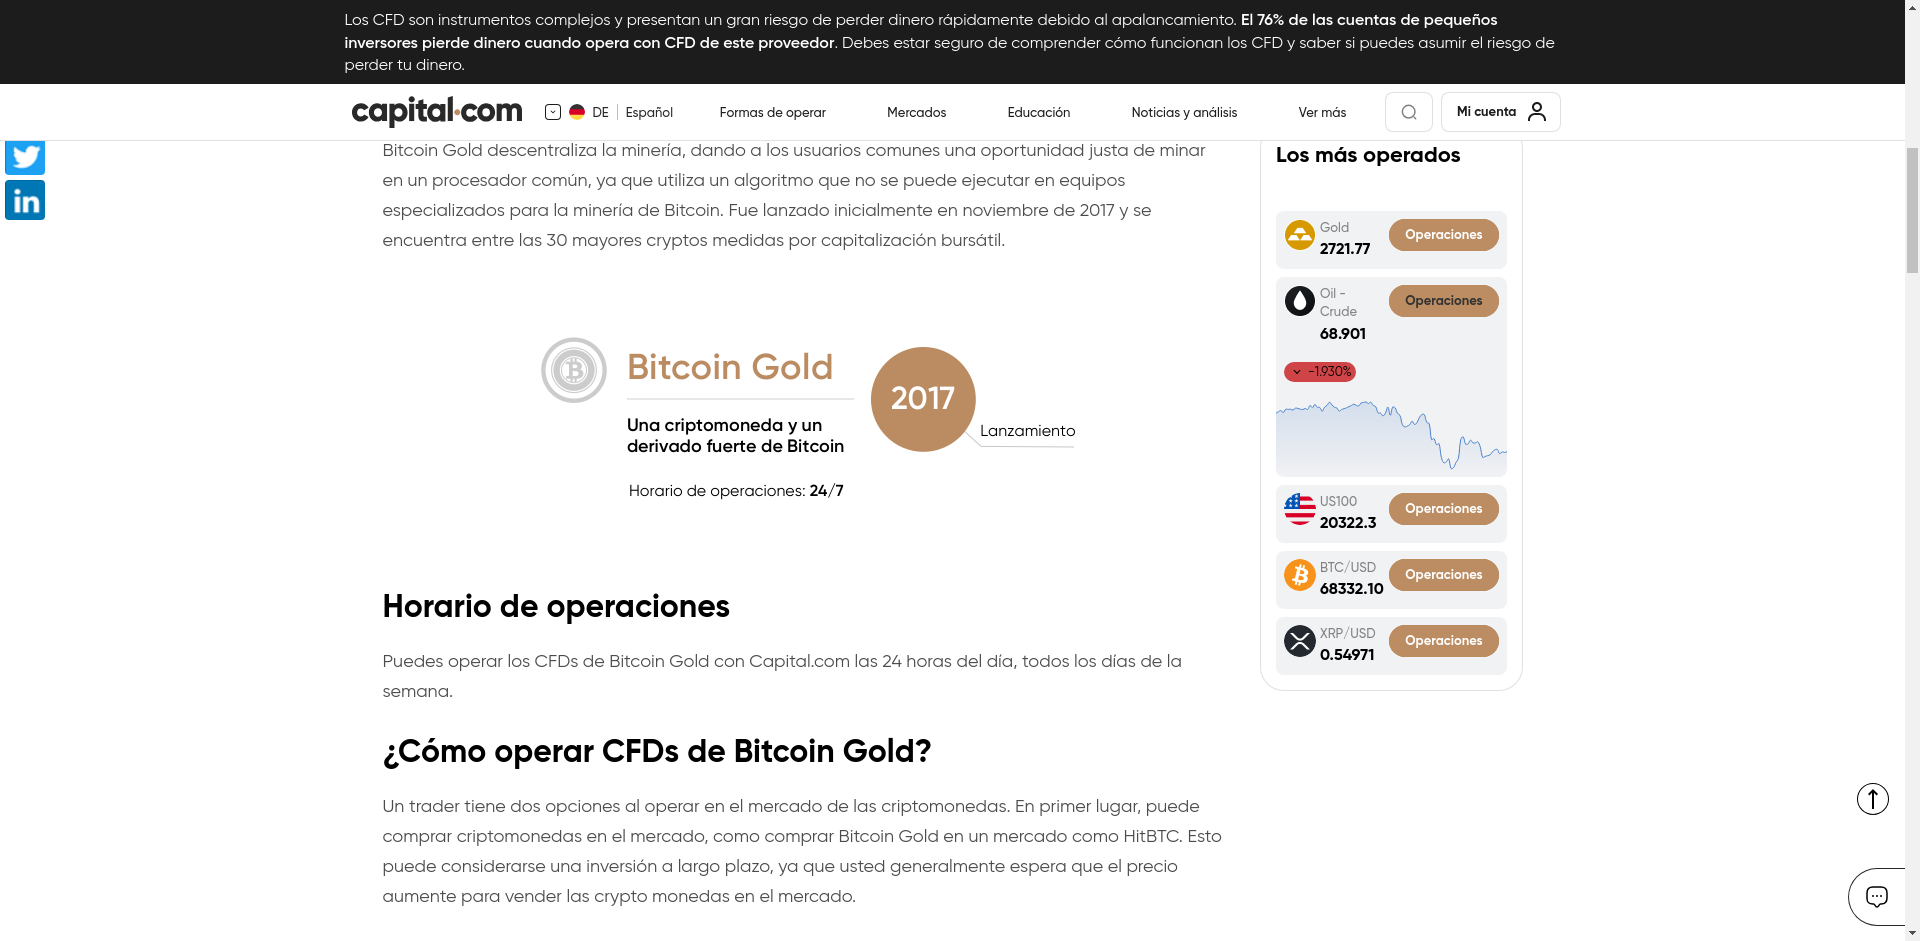 Los CFD son instrumentos complejos y presentan un gran riesgo de perder dinero rápidamente debido al apalancamiento. El 76% de las cuentas de pequeños
inversores pierde dinero cuando opera con CFD de este proveedor. Debes estar seguro de comprender cómo funcionan los CFD y saber si puedes asumir el riesgo de
perder tu dinero.
capital.com
DE
Español
Formas de operar
Mercados
Educación
Noticias y análisis
Ver más
Mi cuenta
in
Bitcoin Gold descentraliza la minería, dando a los usuarios comunes una oportunidad justa de minar
en un procesador común, ya que utiliza un algoritmo que no se puede ejecutar en equipos
especializados para la minería de Bitcoin. Fue lanzado inicialmente en noviembre de 2017 y se
encuentra entre las 30 mayores cryptos medidas por capitalización bursátil.
Bitcoin Gold
Una criptomoneda y un
derivado fuerte de Bitcoin
Horario de operaciones: 24/7
2017
Lanzamiento
Horario de operaciones
Puedes operar los CFDs de Bitcoin Gold con Capital.com las 24 horas del día, todos los días de la
semana.
¿Cómo operar CFDs de Bitcoin Gold?
Un trader tiene dos opciones al operar en el mercado de las criptomonedas. En primer lugar, puede
comprar criptomonedas en el mercado, como comprar Bitcoin Gold en un mercado como HitBTC. Esto
puede considerarse una inversión a largo plazo, ya que usted generalmente espera que el precio
aumente para vender las crypto monedas en el mercado.
Los más operados
Gold
2721.77
Operaciones
Oil -
Crude
68.901
Operaciones
-1.930%
US100
20322.3
Operaciones
BTC/USD
68332.10
Operaciones
XRP/USD
0.54971
Operaciones